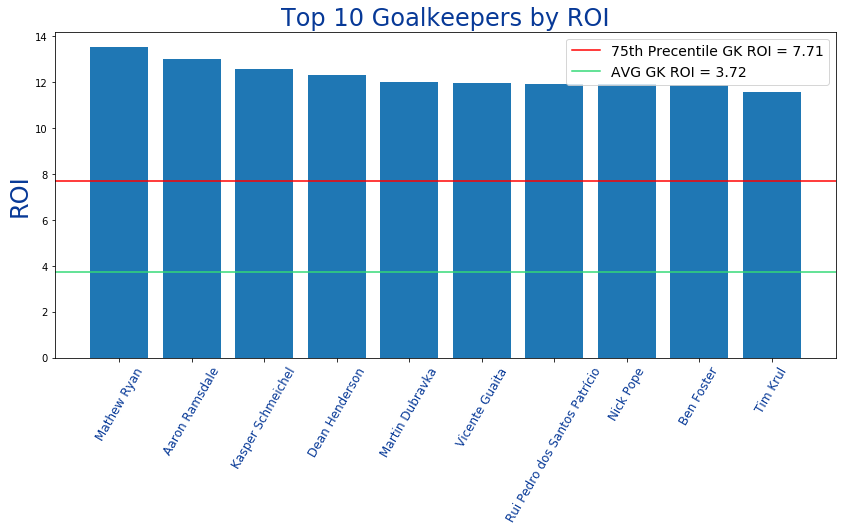 Top 10 Goalkeepers by ROI
75th Precentile GK ROI = 7.71
AVG GK ROI = 3.72
ROI
14
12
10
8
6
4
2
0
Mathew Ryan
Aaron Ramsdale
Kasper Schmeichel
Dean Henderson
Martin Dubravka
Vicente Guaita
Rui Pedro dos Santos Patrício
Nick Pope
Ben Foster
Tim Krul